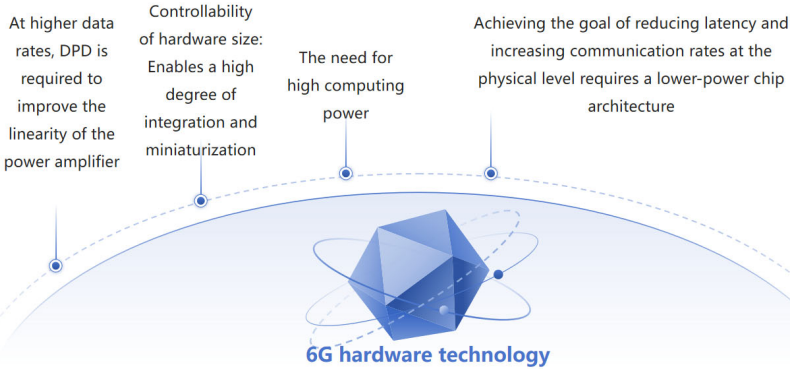 At higher data
rates, DPD is
required to
improve the
linearity of the
power amplifier
Controllability
of hardware size:
Enables a high
degree of
integration and
miniaturization
The need for
high computing
power
Achieving the goal of reducing latency and
increasing communication rates at the
physical level requires a lower-power chip
architecture
6G hardware technology